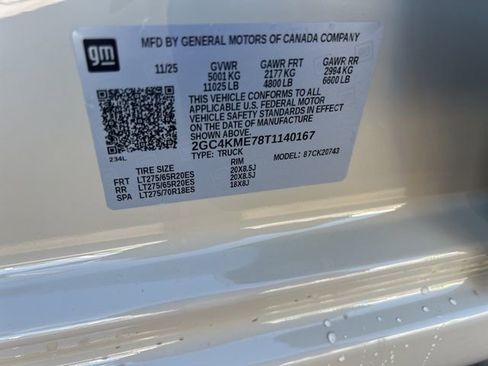 gm
MFD BY GENERAL MOTORS OF CANADA COMPANY
11/25 GVWR GAWR FRT GAWR RR
5001 KG 2177 KG 2994 KG
11025 LB 4800 LB 6600 LB
THIS VEHICLE CONFORMS TO ALL
APPLICABLE U.S. FEDERAL MOTOR
VEHICLE SAFETY STANDARDS IN
EFFECT ON THE DATE OF MANUFACTURE
SHOWN ABOVE.
2GC4KME78T1140167
TYPE: TRUCK MODEL: 87CK20743
234L
TIRE SIZE RIM
FRT LT275/65R20ES 20X8.5J
RR LT275/65R20ES 20X8.5J
SPA LT275/70R18ES 18X8J